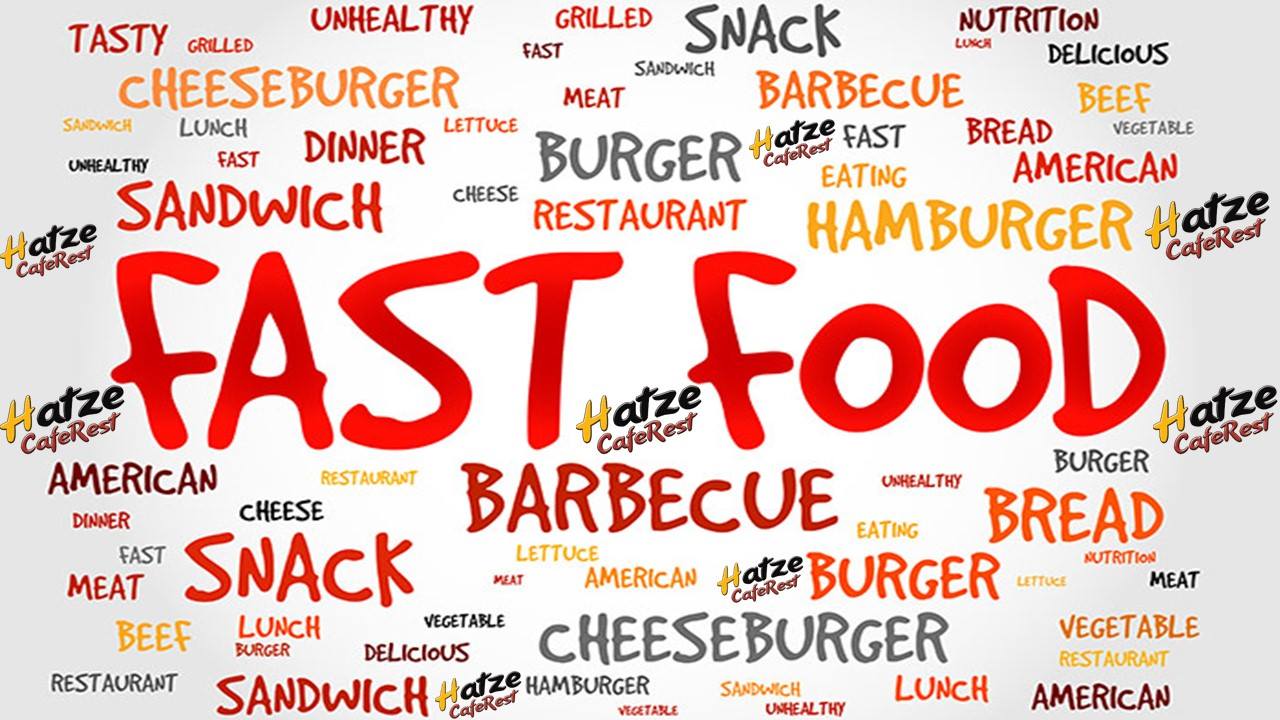 TASTY
UNHEALTHY
GRILLED
GRILLED
FAST
SNACK
SANDWICH
NUTRITION
LUNCH
DELICIOUS
CHEESEBURGER
MEAT
BARBECUE
BEEF
SANDWICH
LUNCH
DINNER
LETTUCE
BURGER
Hatze
CafeRest
FAST
BREAD
VEGETABLE
UNHEALTHY
FAST
EATING
AMERICAN
SANDWICH
CHEESE
RESTAURANT
HAMBURGER
Hatze
CafeRest
Hatze
CafeRest
FAST FOOD
Hatze
CafeRest
Hatze
CafeRest
Hatze
CafeRest
AMERICAN
RESTAURANT
BARBECUE
UNHEALTHY
BURGER
DINNER
CHEESE
EATING
BREAD
FAST
SNACK
LETTUCE
NUTRITION
MEAT
MEAT
AMERICAN
Hatze
CafeRest
BURGER
LETTUCE
MEAT
BEEF
LUNCH
BURGER
VEGETABLE
DELICIOUS
CHEESEBURGER
VEGETABLE
RESTAURANT
RESTAURANT
SANDWICH
Hatze
CafeRest
HAMBURGER
VEGETABLE
SANDWICH
UNHEALTHY
LUNCH
AMERICAN